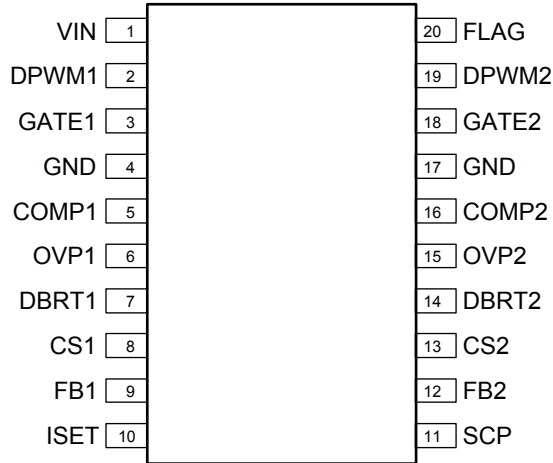 VIN 1 20 FLAG
DPWM1 2 19 DPWM2
GATE1 3 18 GATE2
GND 4 17 GND
COMP1 5 16 COMP2
OVP1 6 15 OVP2
DBRT1 7 14 DBRT2
CS1 8 13 CS2
FB1 9 12 FB2
ISET 10 11 SCP